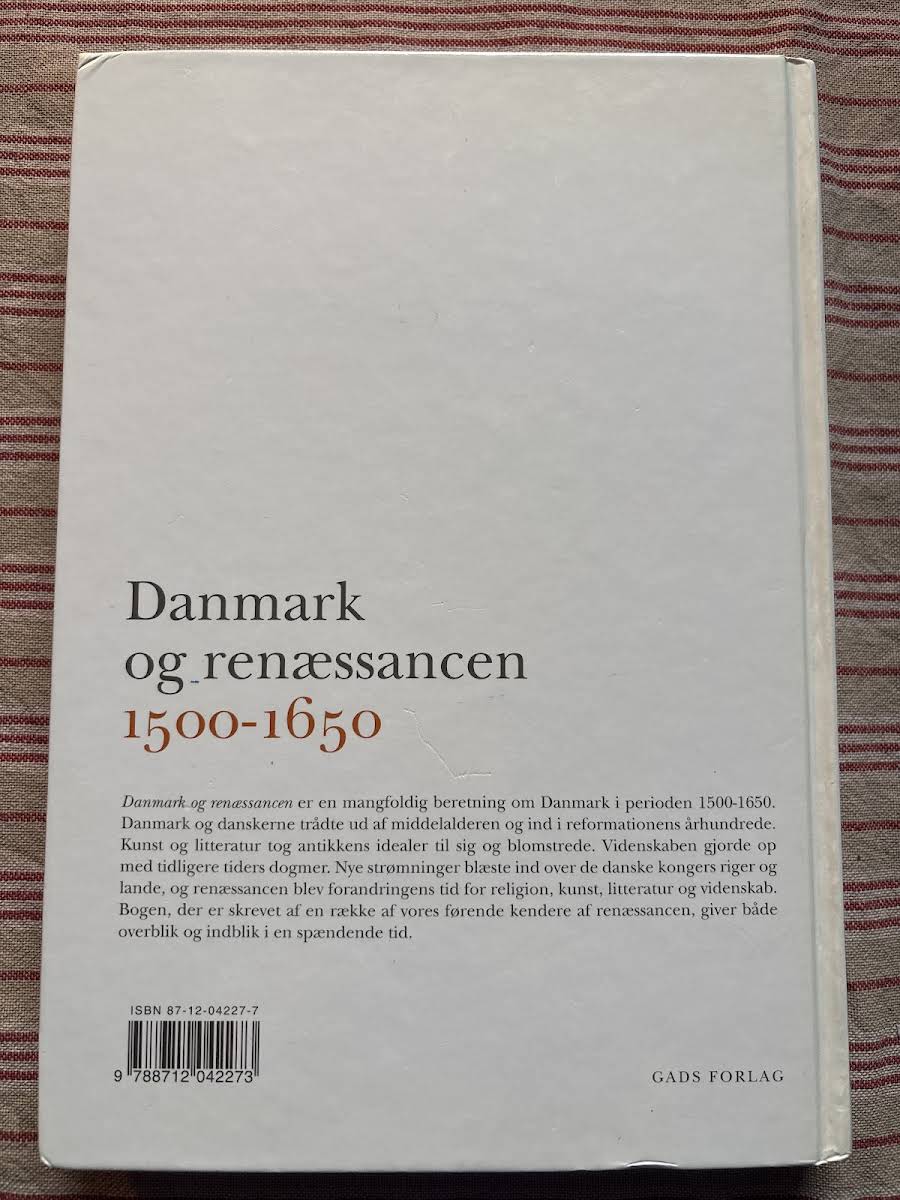 Danmark
og renæssancen
1500-1650
Danmark og renæssancen er en mangfoldig beretning om Danmark i perioden 1500-1650.
Danmark og danskerne trådte ud af middelalderen og ind i reformationens århundrede.
Kunst og litteratur tog antikkens idealer til sig og blomstrede. Videnskaben gjorde op
med tidligere tiders dogmer. Nye strømninger blæste ind over de danske kongers riger og
lande, og renæssancen blev forandringens tid for religion, kunst, litteratur og videnskab.
Bogen, der er skrevet af en række af vores førende kendere af renæssancen, giver både
overblik og indblik i en spændende tid.
ISBN 87-12-04227-7
9 788712 042273
GADS FORLAG